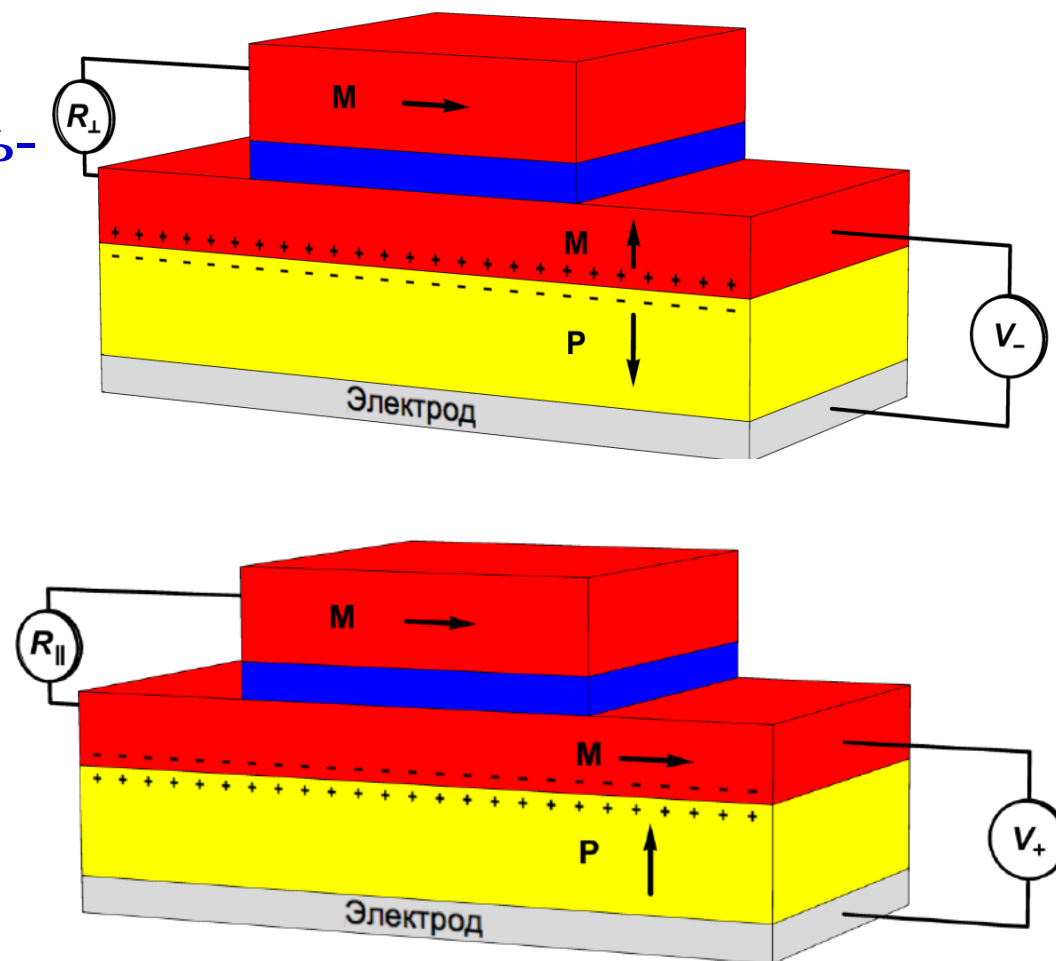 M
R⊥
ь-
+ + + + + + + + + + + + + + + + + + + + + + + +
M
- - - - - - - - - - - - - - - - - - - - - - - -
P
V₋
Электрод
M
R||
M
- - - - - - - - - - - - - - - - - - - - - - - -
+ + + + + + + + + + + + + + + + + + + + + + + +
P
V₊
Электрод